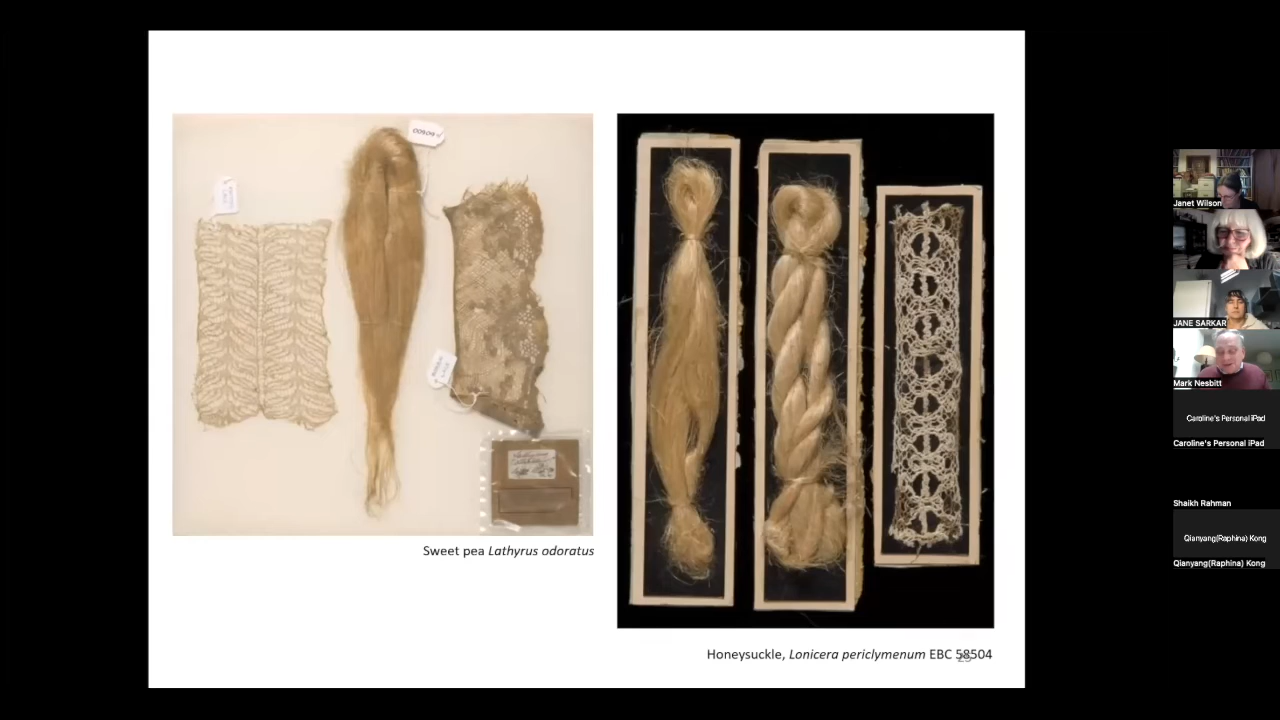 00909
Sweet pea Lathyrus odoratus
Honeysuckle, Lonicera periclymenum EBC 58504
Janet Wilson
JANE SARKAR
Mark Nesbitt
Caroline's Personal iPad
Caroline's Personal iPad
Shaikh Rahman
Qianyang(Raphina) Kong
Qianyang(Raphina) Kong